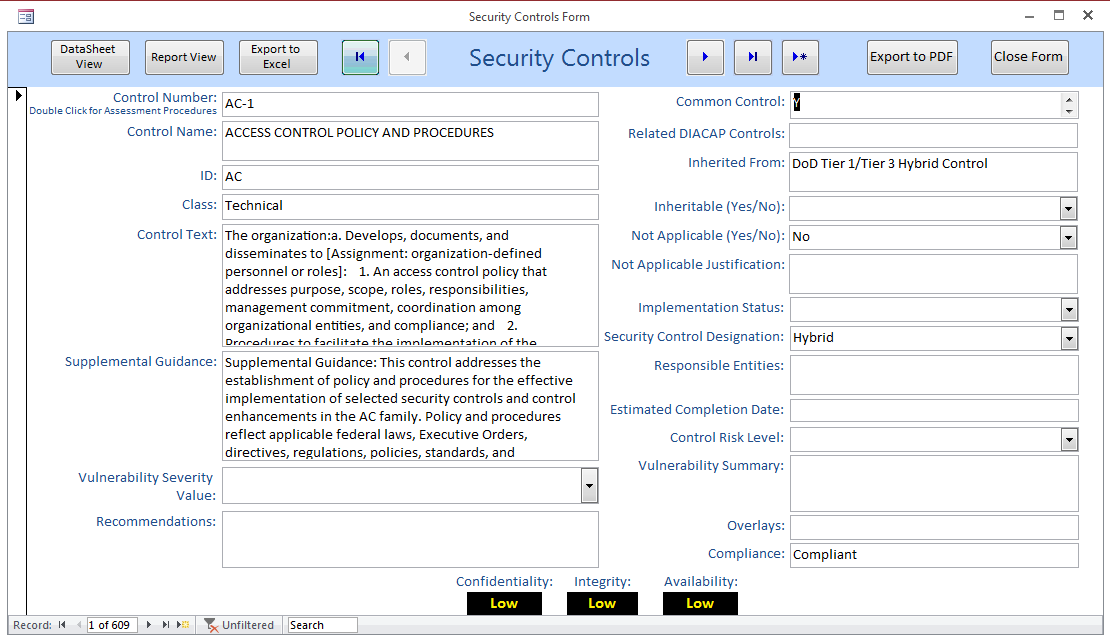 Security Controls Form
DataSheet
View
Report View
Export to
Excel
Security Controls
Export to PDF
Close Form
Control Number:
Double Click for Assessment Procedures
AC-1
Control Name:
ACCESS CONTROL POLICY AND PROCEDURES
ID:
AC
Class:
Technical
Control Text:
The organization:a. Develops, documents, and
disseminates to [Assignment: organization-defined
personnel or roles]: 1. An access control policy that
addresses purpose, scope, roles, responsibilities,
management commitment, coordination among
organizational entities, and compliance; and 2.
Procedures to facilitate the implementation of the
Supplemental Guidance:
Supplemental Guidance: This control addresses the
establishment of policy and procedures for the effective
implementation of selected security controls and control
enhancements in the AC family. Policy and procedures
reflect applicable federal laws, Executive Orders,
directives, regulations, policies, standards, and
Vulnerability Severity
Value:
Recommendations:
Common Control:
Y
Related DIACAP Controls:
Inherited From:
DoD Tier 1/Tier 3 Hybrid Control
Inheritable (Yes/No):
Not Applicable (Yes/No):
No
Not Applicable Justification:
Implementation Status:
Security Control Designation:
Hybrid
Responsible Entities:
Estimated Completion Date:
Control Risk Level:
Vulnerability Summary:
Overlays:
Compliance:
Compliant
Confidentiality:
Integrity:
Availability:
Low
Low
Low
Record:
1 of 609
Unfiltered
Search